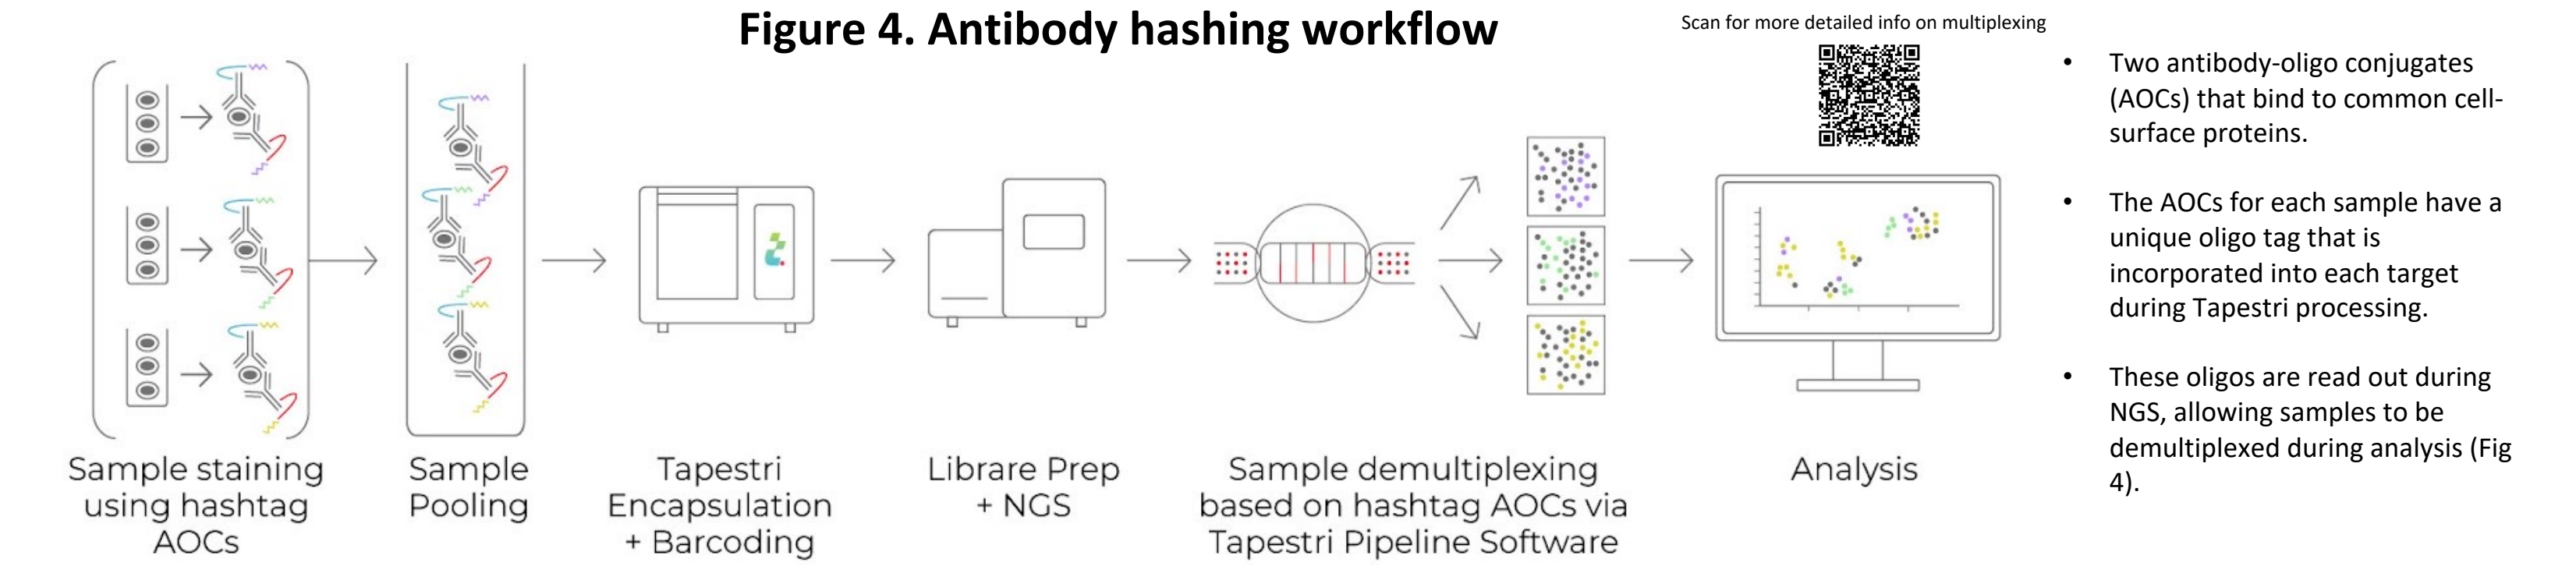 Figure 4. Antibody hashing workflow
Scan for more detailed info on multiplexing
Sample staining
using hashtag
AOCs
Sample
Pooling
Tapestri
Encapsulation
+ Barcoding
Librare Prep
+ NGS
Sample demultiplexing
based on hashtag AOCs via
Tapestri Pipeline Software
Analysis
• Two antibody-oligo conjugates
(AOCs) that bind to common cell-
surface proteins.
• The AOCs for each sample have a
unique oligo tag that is
incorporated into each target
during Tapestri processing.
• These oligos are read out during
NGS, allowing samples to be
demultiplexed during analysis (Fig
4).